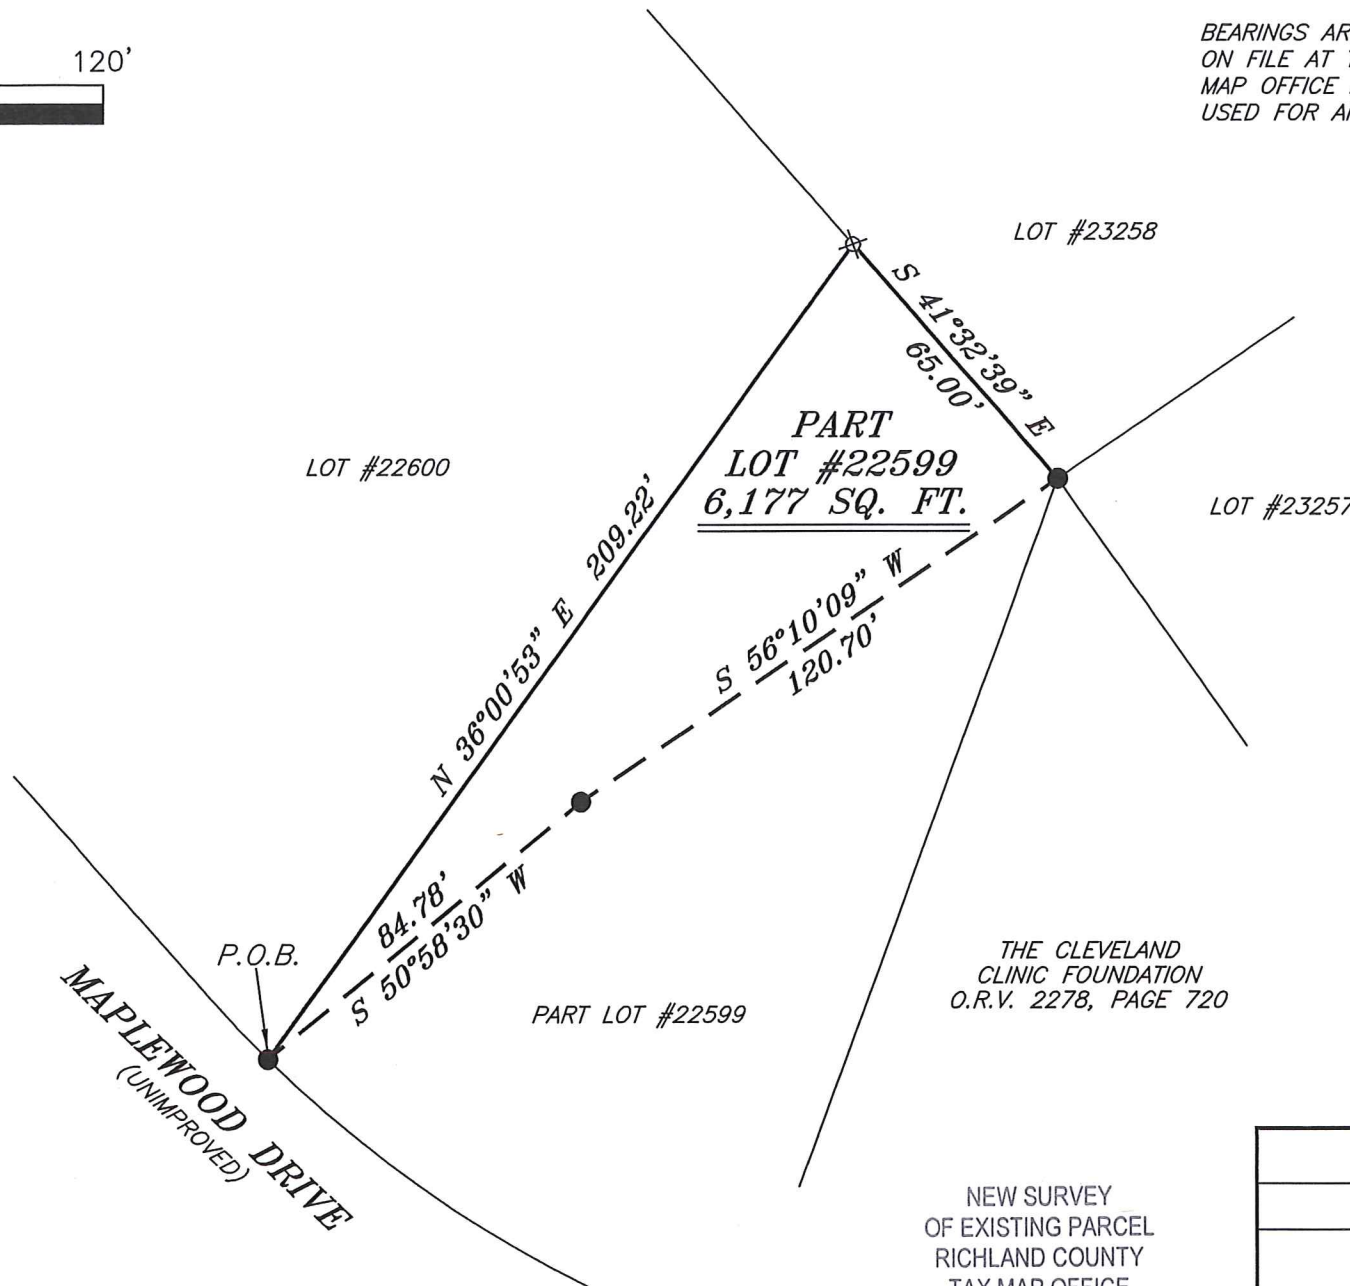 120'
BEARINGS AR
ON FILE AT T
MAP OFFICE
USED FOR A
LOT #23258
S 41°32'39" E
65.00'
PART
LOT #22599
6,177 SQ. FT.
LOT #22600
LOT #23257
N 36°00'53" E 209.22'
S 56°10'09" W
120.70'
84.78'
S 50°58'30" W
P.O.B.
MAPLEWOOD DRIVE
(UNIMPROVED)
PART LOT #22599
THE CLEVELAND
CLINIC FOUNDATION
O.R.V. 2278, PAGE 720
NEW SURVEY
OF EXISTING PARCEL
RICHLAND COUNTY
TAX MAP OFFICE